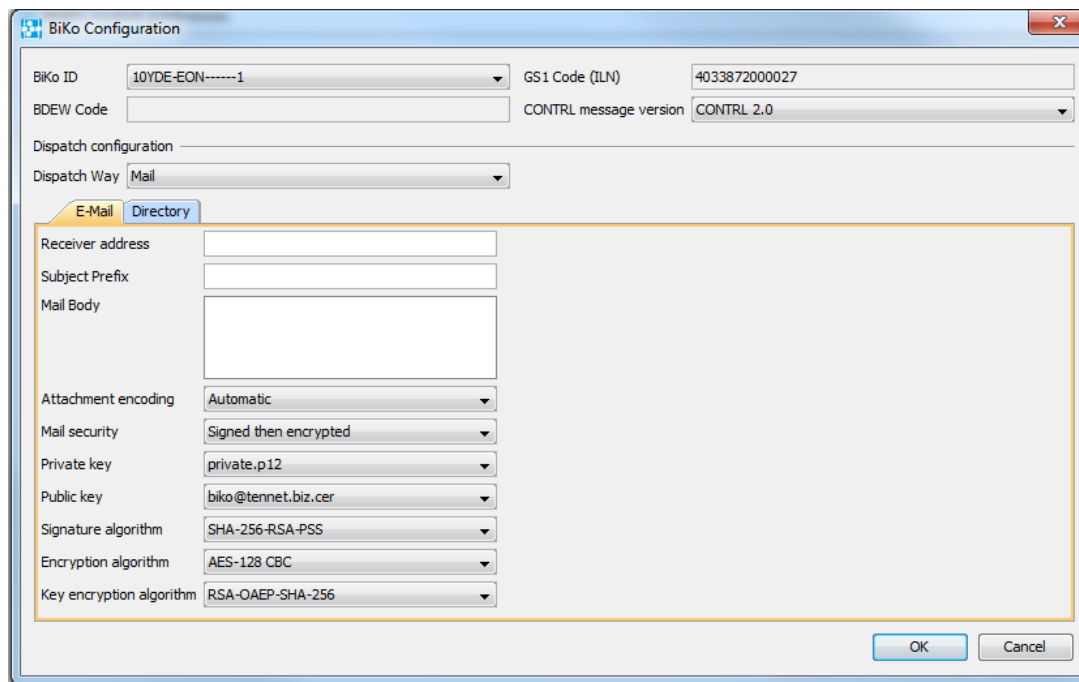 BiKo Configuration
BiKo ID 10YDE-EON------1 GS1 Code (ILN) 4033872000027
BDEW Code CONTRL message version CONTRL 2.0
Dispatch configuration
Dispatch Way Mail
E-Mail Directory
Receiver address
Subject Prefix
Mail Body
Attachment encoding Automatic
Mail security Signed then encrypted
Private key private.p12
Public key biko@tennet.biz.cer
Signature algorithm SHA-256-RSA-PSS
Encryption algorithm AES-128 CBC
Key encryption algorithm RSA-OAEP-SHA-256
OK Cancel